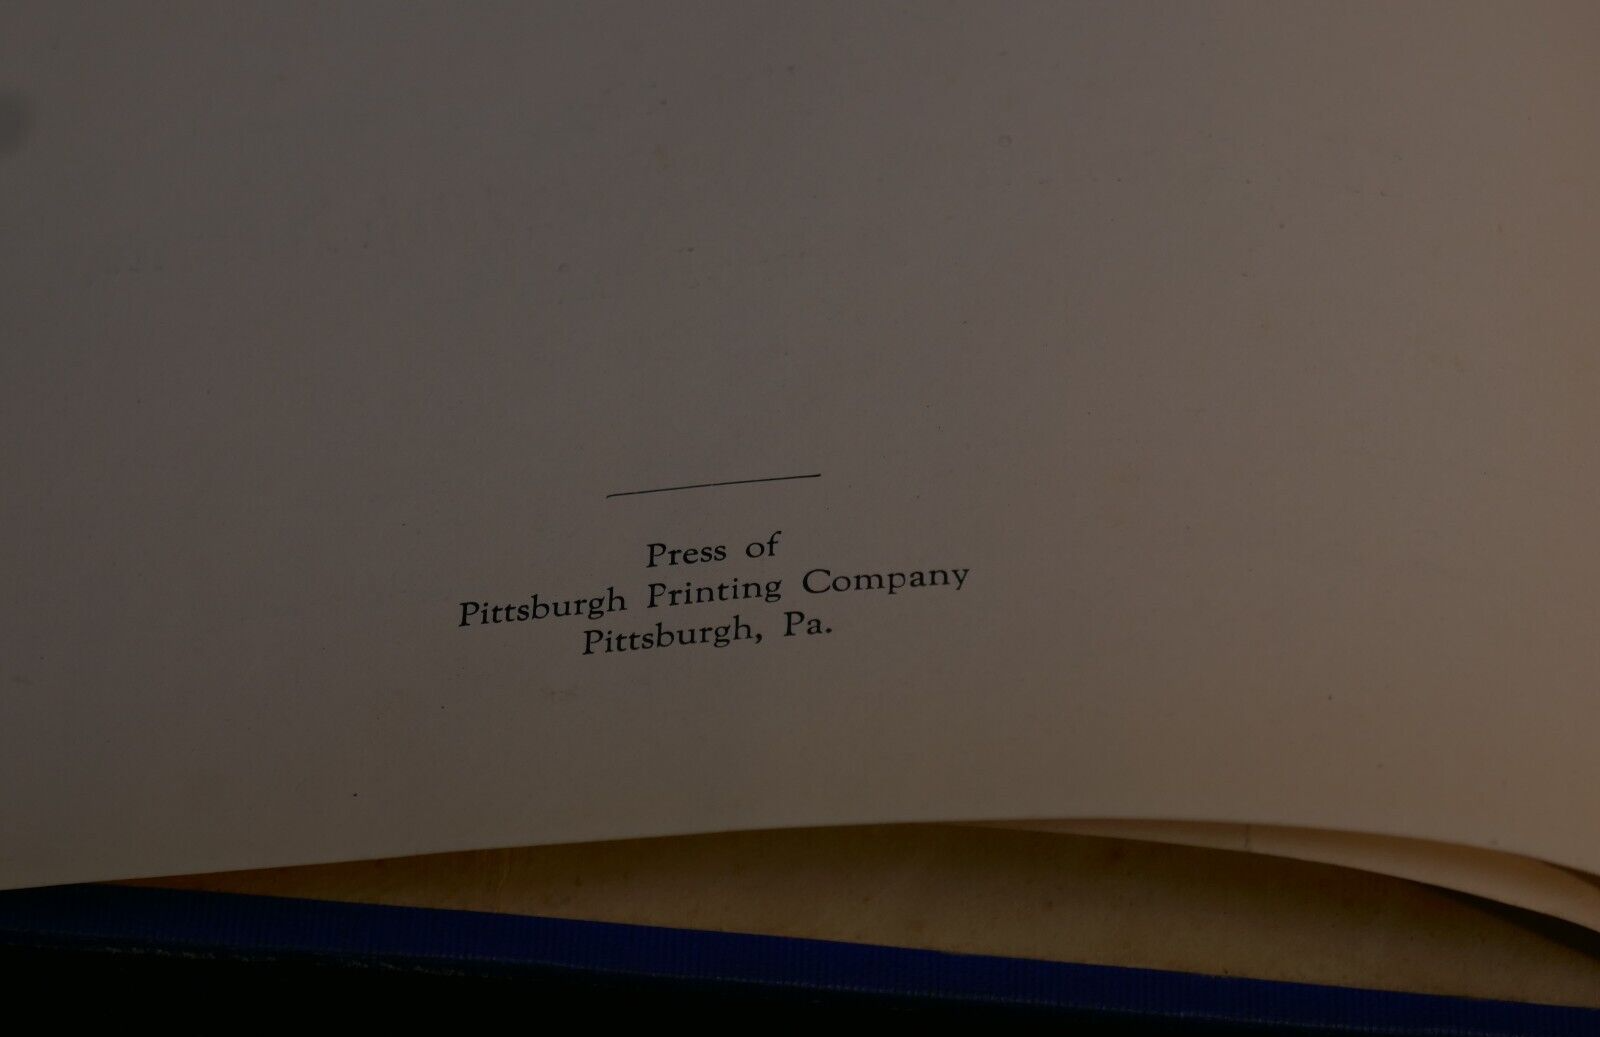 Press of
Pittsburgh Printing Company
Pittsburgh, Pa.